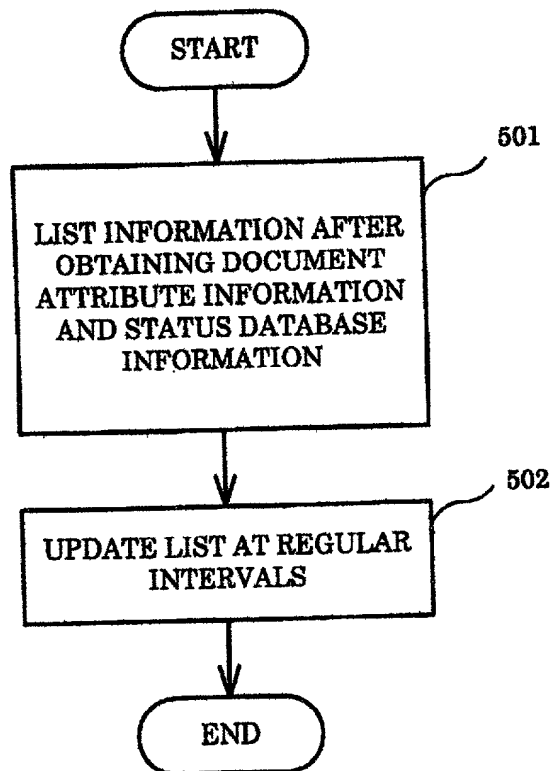 START
501
LIST INFORMATION AFTER
OBTAINING DOCUMENT
ATTRIBUTE INFORMATION
AND STATUS DATABASE
INFORMATION
502
UPDATE LIST AT REGULAR
INTERVALS
END